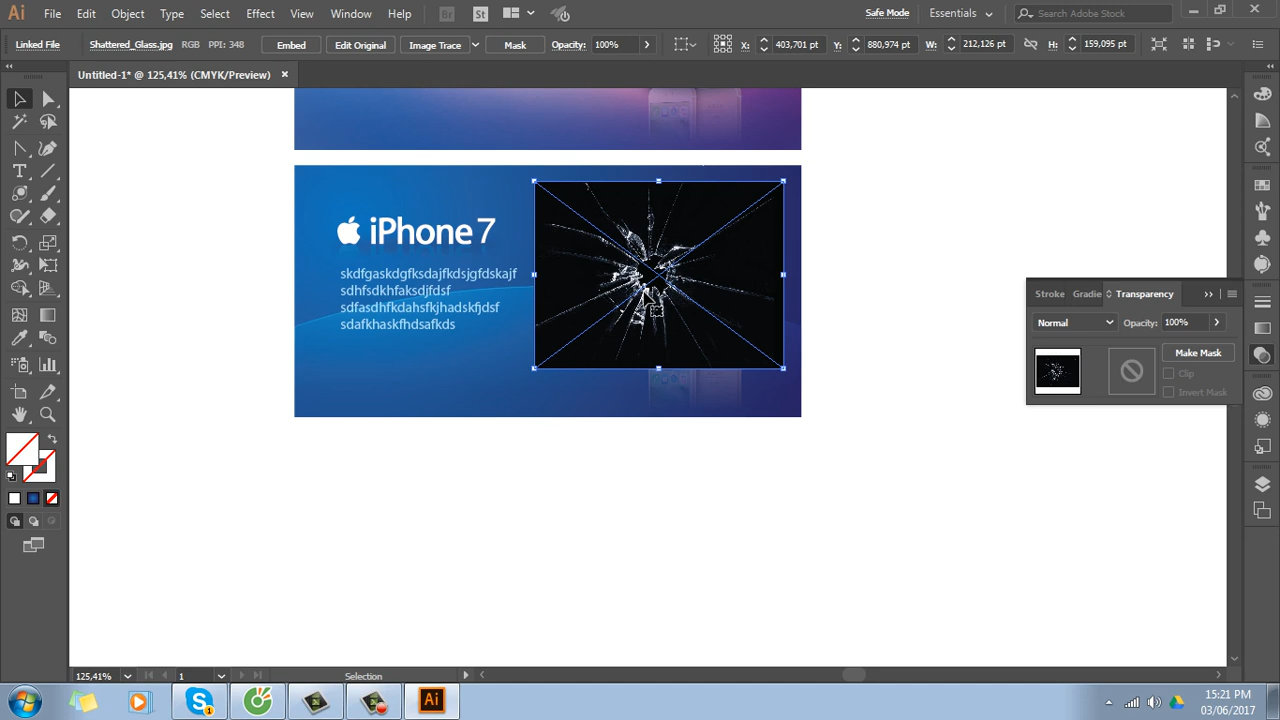 Ai File Edit Object Type Select Effect View Window Help Br St Safe Mode Essentials Search Adobe Stock
Linked File Shattered_Glass.jpg RGB PPI: 348 Embed Edit Original Image Trace Mask Opacity: 100% X: 403,701 pt Y: 880,974 pt W: 212,126 pt H: 159,095 pt
Untitled-1* @ 125,41% (CMYK/Preview)
iPhone 7
skdfgaskdgfksdajfkdsjgfdskajf
sdhfsdkhfaksdjfdsf
sdfasdhfkdahsfkjhadskfjdsf
sdafkhaskfhdsafkds
Stroke Gradie Transparency
Normal Opacity: 100%
Make Mask
Clip
Invert Mask
125,41% 1 Selection
15:21 PM
03/06/2017